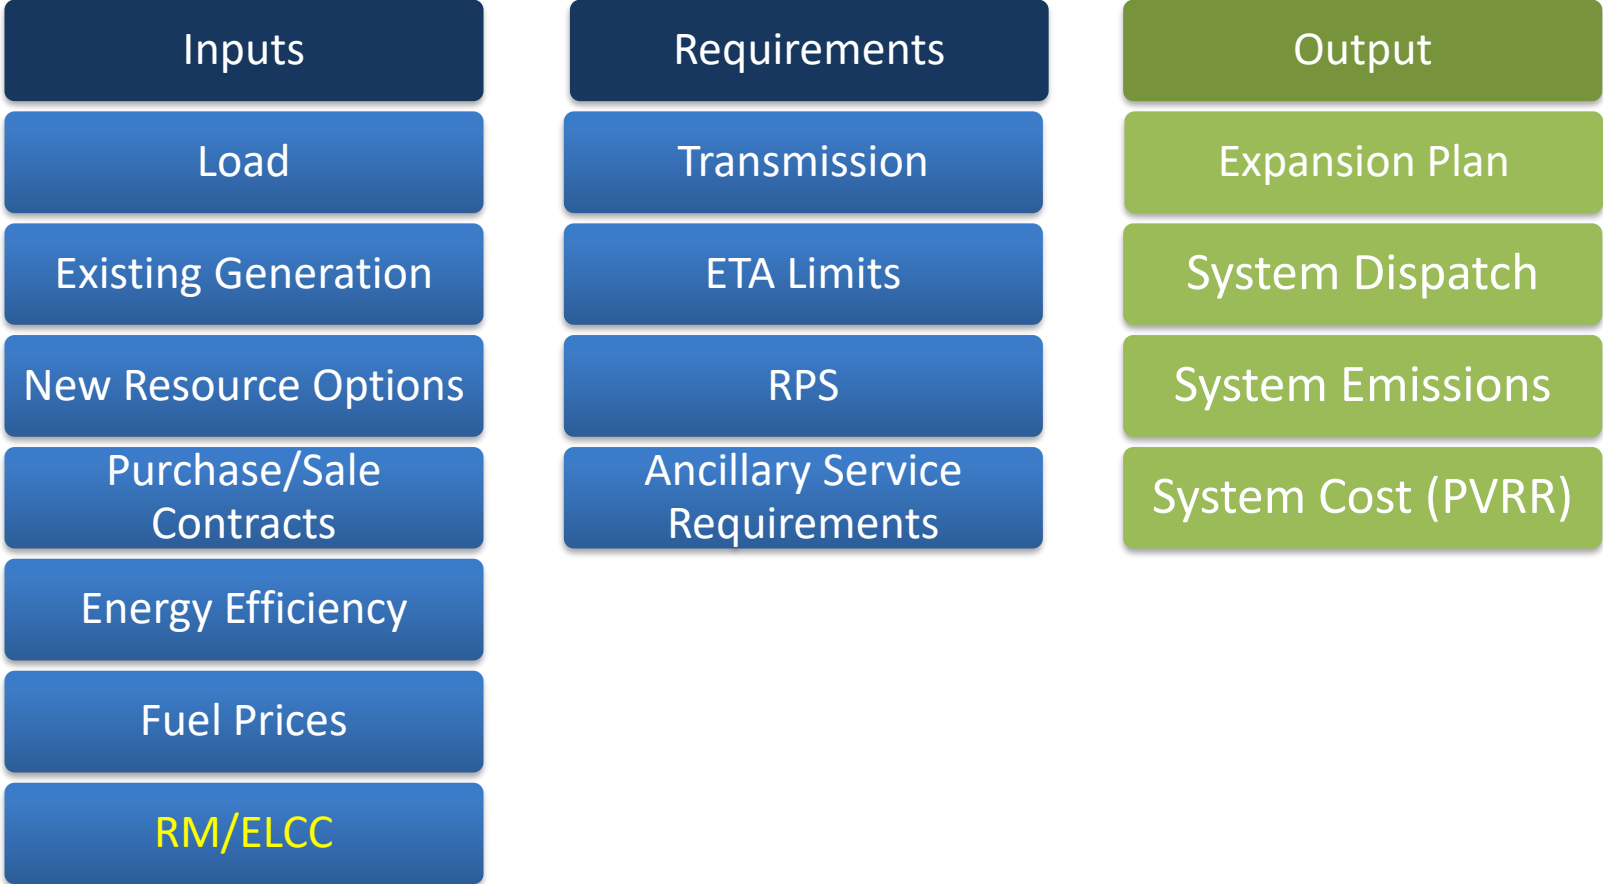 Inputs
Load
Existing Generation
New Resource Options
Purchase/Sale
Contracts
Energy Efficiency
Fuel Prices
RM/ELCC
Requirements
Transmission
ETA Limits
RPS
Ancillary Service
Requirements
Output
Expansion Plan
System Dispatch
System Emissions
System Cost (PVRR)